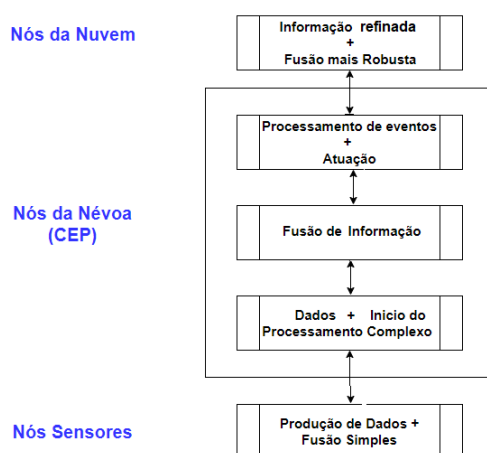 Nós da Nuvem
Informação refinada
+
Fusão mais Robusta
Processamento de eventos
+
Atuação
Nós da Névoa
(CEP)
Fusão de Informação
Dados + Inicio do
Processamento Complexo
Nós Sensores
Produção de Dados +
Fusão Simples